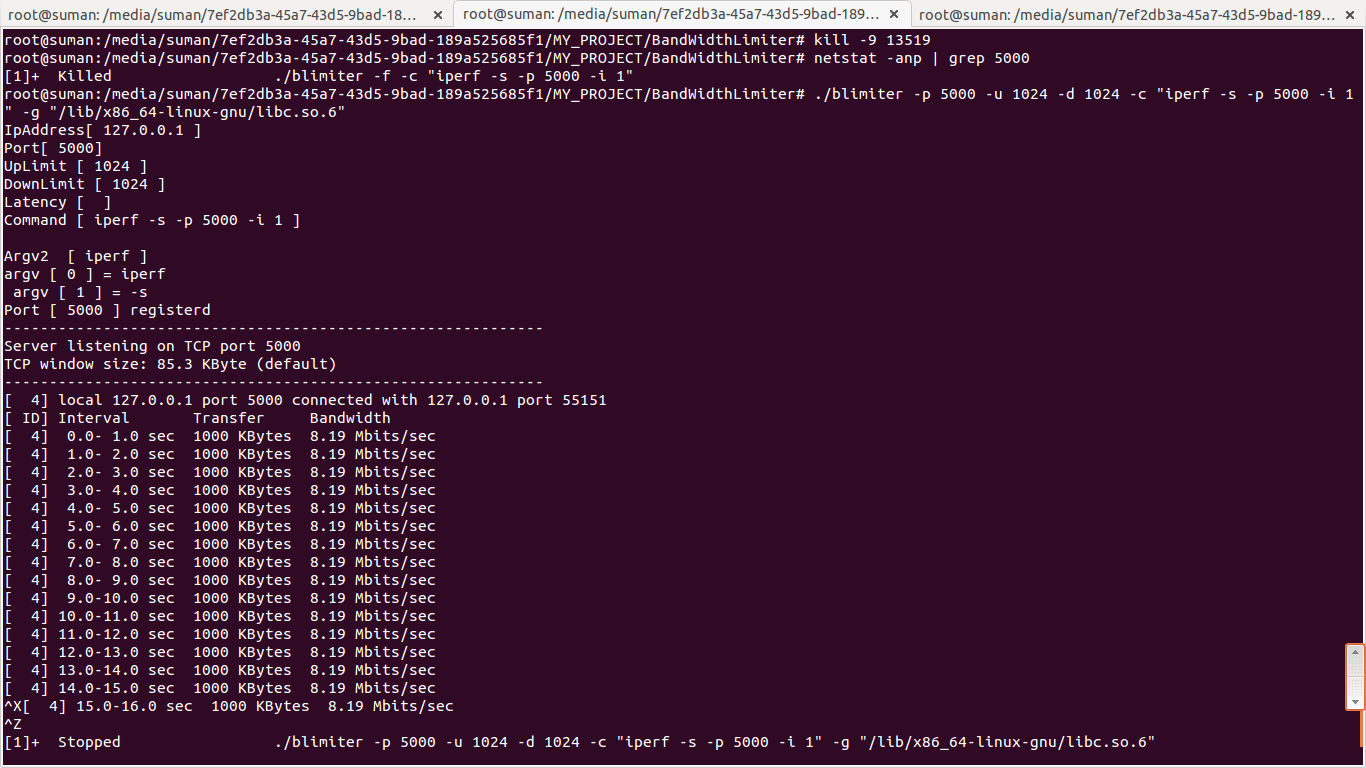 root@suman: /media/suman/7ef2db3a-45a7-43d5-9bad-18... × root@suman: /media/suman/7ef2db3a-45a7-43d5-9bad-189... × root@suman: /media/suman/7ef2db3a-45a7-43d5-9bad-189... ×
root@suman:/media/suman/7ef2db3a-45a7-43d5-9bad-189a525685f1/MY_PROJECT/BandWidthLimiter# kill -9 13519
root@suman:/media/suman/7ef2db3a-45a7-43d5-9bad-189a525685f1/MY_PROJECT/BandWidthLimiter# netstat -anp | grep 5000
[1]+  Killed                  ./blimiter -f -c "iperf -s -p 5000 -i 1"
root@suman:/media/suman/7ef2db3a-45a7-43d5-9bad-189a525685f1/MY_PROJECT/BandWidthLimiter# ./blimiter -p 5000 -u 1024 -d 1024 -c "iperf -s -p 5000 -i 1
" -g "/lib/x86_64-linux-gnu/libc.so.6"
IpAddress[ 127.0.0.1 ]
Port[ 5000]
UpLimit [ 1024 ]
DownLimit [ 1024 ]
Latency [  ]
Command [ iperf -s -p 5000 -i 1 ]

Argv2  [ iperf ]
argv [ 0 ] = iperf
 argv [ 1 ] = -s
Port [ 5000 ] registerd
------------------------------------------------------------
Server listening on TCP port 5000
TCP window size: 85.3 KByte (default)
------------------------------------------------------------
[  4] local 127.0.0.1 port 5000 connected with 127.0.0.1 port 55151
[ ID] Interval       Transfer     Bandwidth
[  4]  0.0- 1.0 sec  1000 KBytes  8.19 Mbits/sec
[  4]  1.0- 2.0 sec  1000 KBytes  8.19 Mbits/sec
[  4]  2.0- 3.0 sec  1000 KBytes  8.19 Mbits/sec
[  4]  3.0- 4.0 sec  1000 KBytes  8.19 Mbits/sec
[  4]  4.0- 5.0 sec  1000 KBytes  8.19 Mbits/sec
[  4]  5.0- 6.0 sec  1000 KBytes  8.19 Mbits/sec
[  4]  6.0- 7.0 sec  1000 KBytes  8.19 Mbits/sec
[  4]  7.0- 8.0 sec  1000 KBytes  8.19 Mbits/sec
[  4]  8.0- 9.0 sec  1000 KBytes  8.19 Mbits/sec
[  4]  9.0-10.0 sec  1000 KBytes  8.19 Mbits/sec
[  4] 10.0-11.0 sec  1000 KBytes  8.19 Mbits/sec
[  4] 11.0-12.0 sec  1000 KBytes  8.19 Mbits/sec
[  4] 12.0-13.0 sec  1000 KBytes  8.19 Mbits/sec
[  4] 13.0-14.0 sec  1000 KBytes  8.19 Mbits/sec
[  4] 14.0-15.0 sec  1000 KBytes  8.19 Mbits/sec
^X[  4] 15.0-16.0 sec  1000 KBytes  8.19 Mbits/sec
^Z
[1]+  Stopped                 ./blimiter -p 5000 -u 1024 -d 1024 -c "iperf -s -p 5000 -i 1" -g "/lib/x86_64-linux-gnu/libc.so.6"